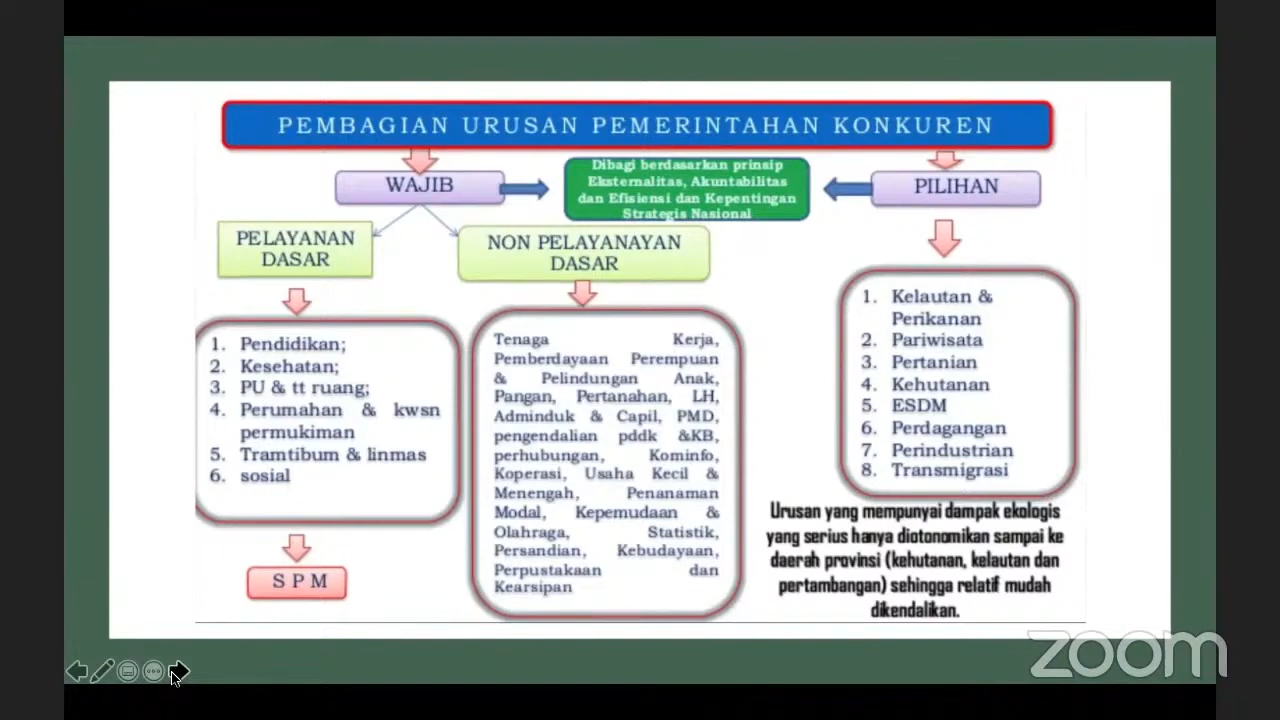 PEMBAGIAN URUSAN PEMERINTAHAN KONKUREN
WAJIB
Dibagi berdasarkan prinsip
Eksternalitas, Akuntabilitas
dan Efisiensi dan Kepentingan
Strategis Nasional
PILIHAN
PELAYANAN
DASAR
NON PELAYANAYAN
DASAR
1. Pendidikan;
2. Kesehatan;
3. PU & tt ruang;
4. Perumahan & kwsn
permukiman
5. Tramtibum & linmas
6. sosial
S P M
Tenaga Kerja,
Pemberdayaan Perempuan
& Pelindungan Anak,
Pangan, Pertanahan, LH,
Adminduk & Capil, PMD,
pengendalian pddk &KB,
perhubungan, Kominfo,
Koperasi, Usaha Kecil &
Menengah, Penanaman
Modal, Kepemudaan &
Olahraga, Statistik,
Persandian, Kebudayaan,
Perpustakaan dan
Kearsipan
1. Kelautan &
Perikanan
2. Pariwisata
3. Pertanian
4. Kehutanan
5. ESDM
6. Perdagangan
7. Perindustrian
8. Transmigrasi
Urusan yang mempunyai dampak ekologis
yang serius hanya diotonomikan sampai ke
daerah provinsi (kehutanan, kelautan dan
pertambangan) sehingga relatif mudah
dikendalikan.
zoom